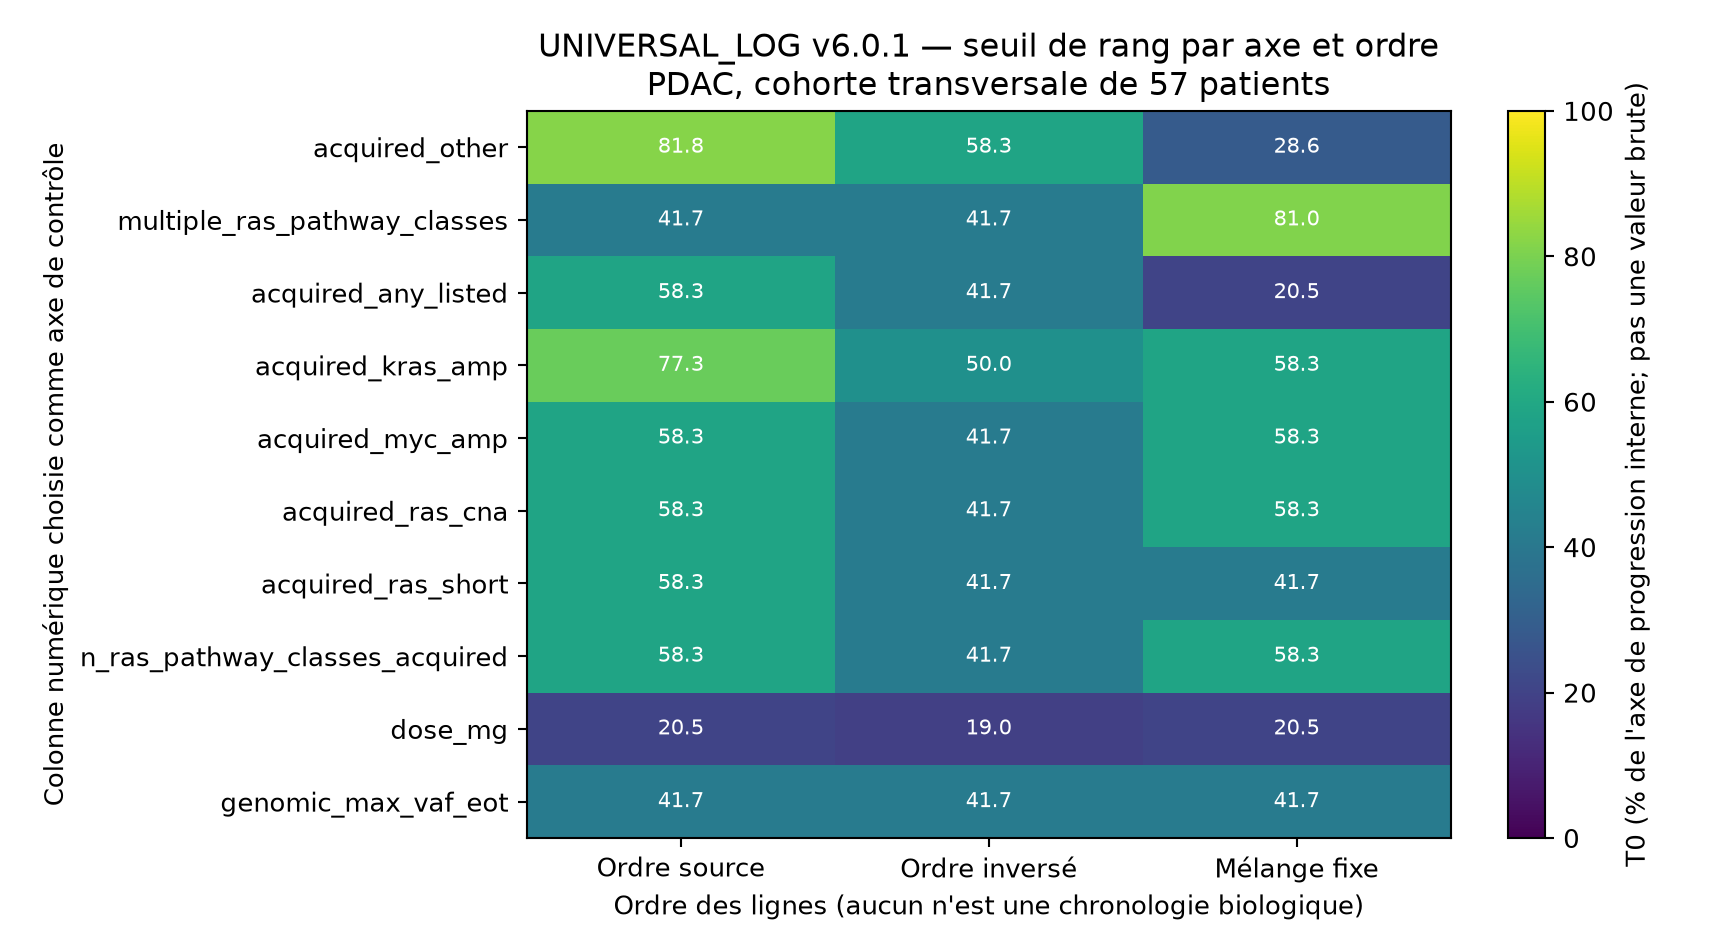 UNIVERSAL_LOG v6.0.1 — seuil de rang par axe et ordre
PDAC, cohorte transversale de 57 patients
Colonne numérique choisie comme axe de contrôle
acquired_other 81.8 58.3 28.6
multiple_ras_pathway_classes 41.7 41.7 81.0
acquired_any_listed 58.3 41.7 20.5
acquired_kras_amp 77.3 50.0 58.3
acquired_myc_amp 58.3 41.7 58.3
acquired_ras_cna 58.3 41.7 58.3
acquired_ras_short 58.3 41.7 41.7
n_ras_pathway_classes_acquired 58.3 41.7 58.3
dose_mg 20.5 19.0 20.5
genomic_max_vaf_eot 41.7 41.7 41.7
Ordre source Ordre inversé Mélange fixe
Ordre des lignes (aucun n'est une chronologie biologique)
100
80
60
40
20
0
T0 (% de l'axe de progression interne; pas une valeur brute)